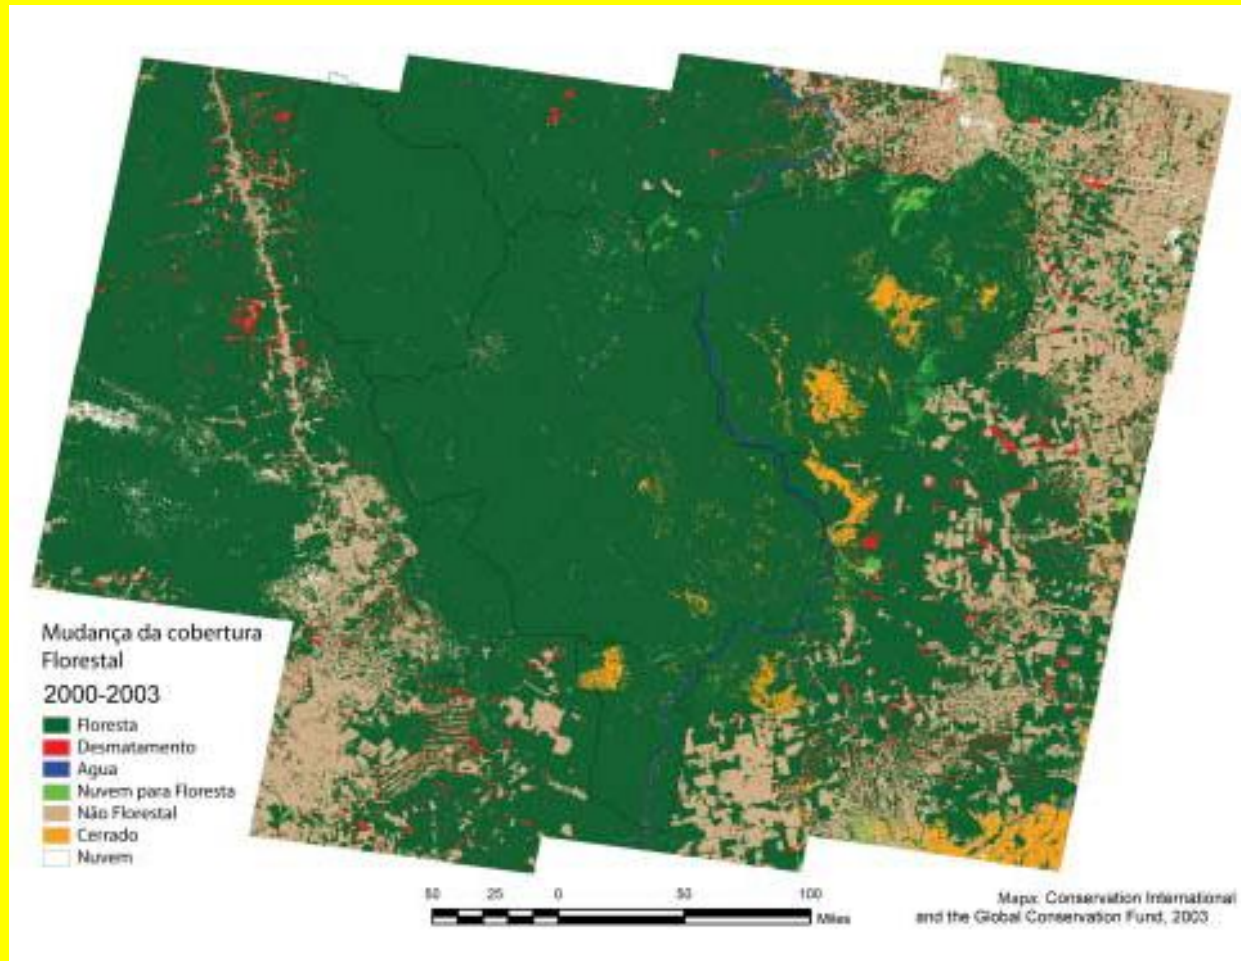 Mudança da cobertura
Florestal
2000-2003
Floresta
Desmatamento
Agua
Nuvem para Floresta
Não Florestal
Cerrado
Nuvem
50 25 0 50 100
Miles
Mapa: Conservation International
and the Global Conservation Fund, 2003